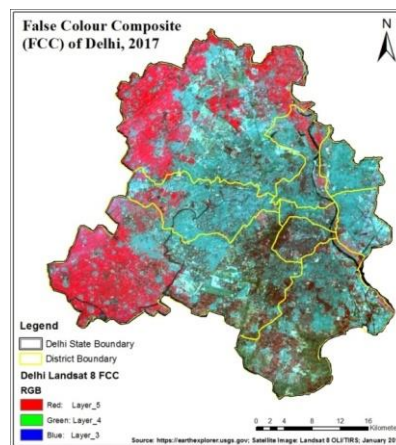 False Colour Composite
(FCC) of Delhi, 2017
N
Legend
Delhi State Boundary
District Boundary
Delhi Landsat 8 FCC
RGB
Red: Layer_5
Green: Layer_4
Blue: Layer_3
0 2 4 8 12 16
Kilomete
Source: https://earthexplorer.usgs.gov; Satellite Image: Landsat 8 OLI/TIRS; January 20